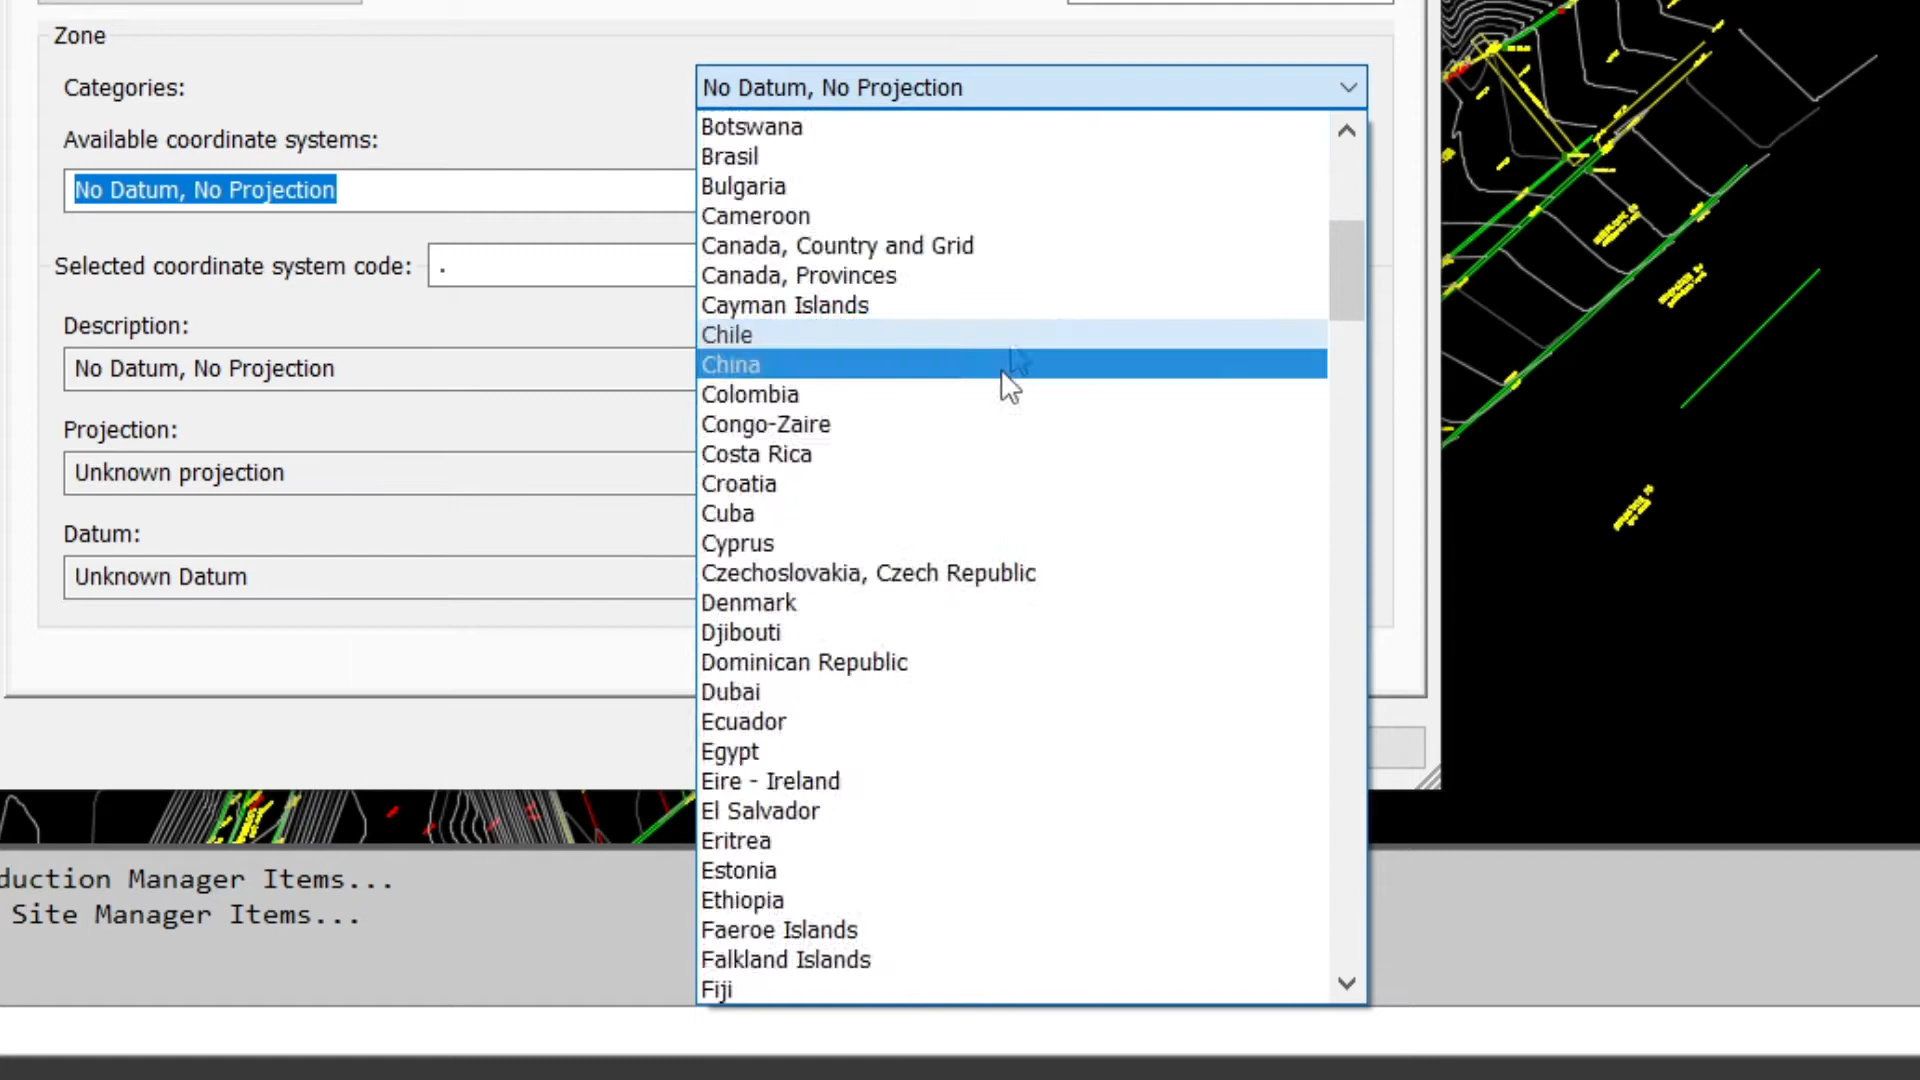 Zone
Categories:
No Datum, No Projection
Available coordinate systems:
No Datum, No Projection
Selected coordinate system code:
.
Description:
No Datum, No Projection
Projection:
Unknown projection
Datum:
Unknown Datum
Botswana
Brasil
Bulgaria
Cameroon
Canada, Country and Grid
Canada, Provinces
Cayman Islands
Chile
China
Colombia
Congo-Zaire
Costa Rica
Croatia
Cuba
Cyprus
Czechoslovakia, Czech Republic
Denmark
Djibouti
Dominican Republic
Dubai
Ecuador
Egypt
Eire - Ireland
El Salvador
Eritrea
Estonia
Ethiopia
Faeroe Islands
Falkland Islands
Fiji
duction Manager Items...
Site Manager Items...